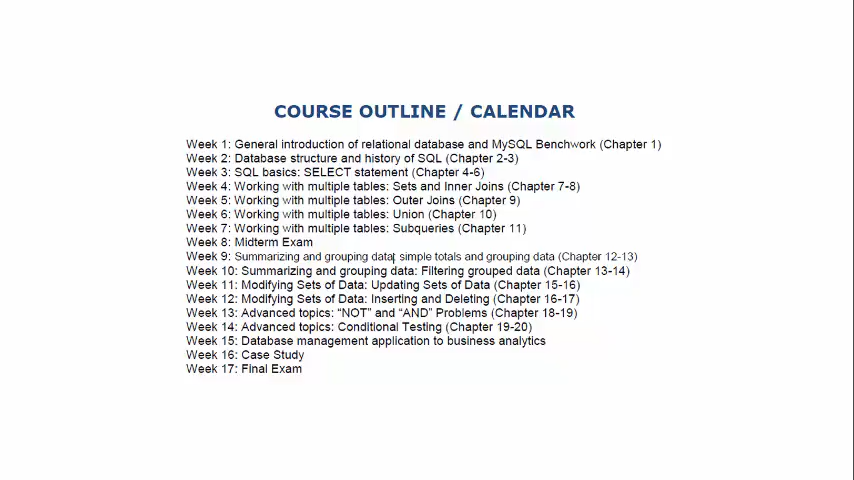 COURSE OUTLINE / CALENDAR
Week 1: General introduction of relational database and MySQL Benchwork (Chapter 1)
Week 2: Database structure and history of SQL (Chapter 2-3)
Week 3: SQL basics: SELECT statement (Chapter 4-6)
Week 4: Working with multiple tables: Sets and Inner Joins (Chapter 7-8)
Week 5: Working with multiple tables: Outer Joins (Chapter 9)
Week 6: Working with multiple tables: Union (Chapter 10)
Week 7: Working with multiple tables: Subqueries (Chapter 11)
Week 8: Midterm Exam
Week 9: Summarizing and grouping data: simple totals and grouping data (Chapter 12-13)
Week 10: Summarizing and grouping data: Filtering grouped data (Chapter 13-14)
Week 11: Modifying Sets of Data: Updating Sets of Data (Chapter 15-16)
Week 12: Modifying Sets of Data: Inserting and Deleting (Chapter 16-17)
Week 13: Advanced topics: “NOT” and “AND” Problems (Chapter 18-19)
Week 14: Advanced topics: Conditional Testing (Chapter 19-20)
Week 15: Database management application to business analytics
Week 16: Case Study
Week 17: Final Exam